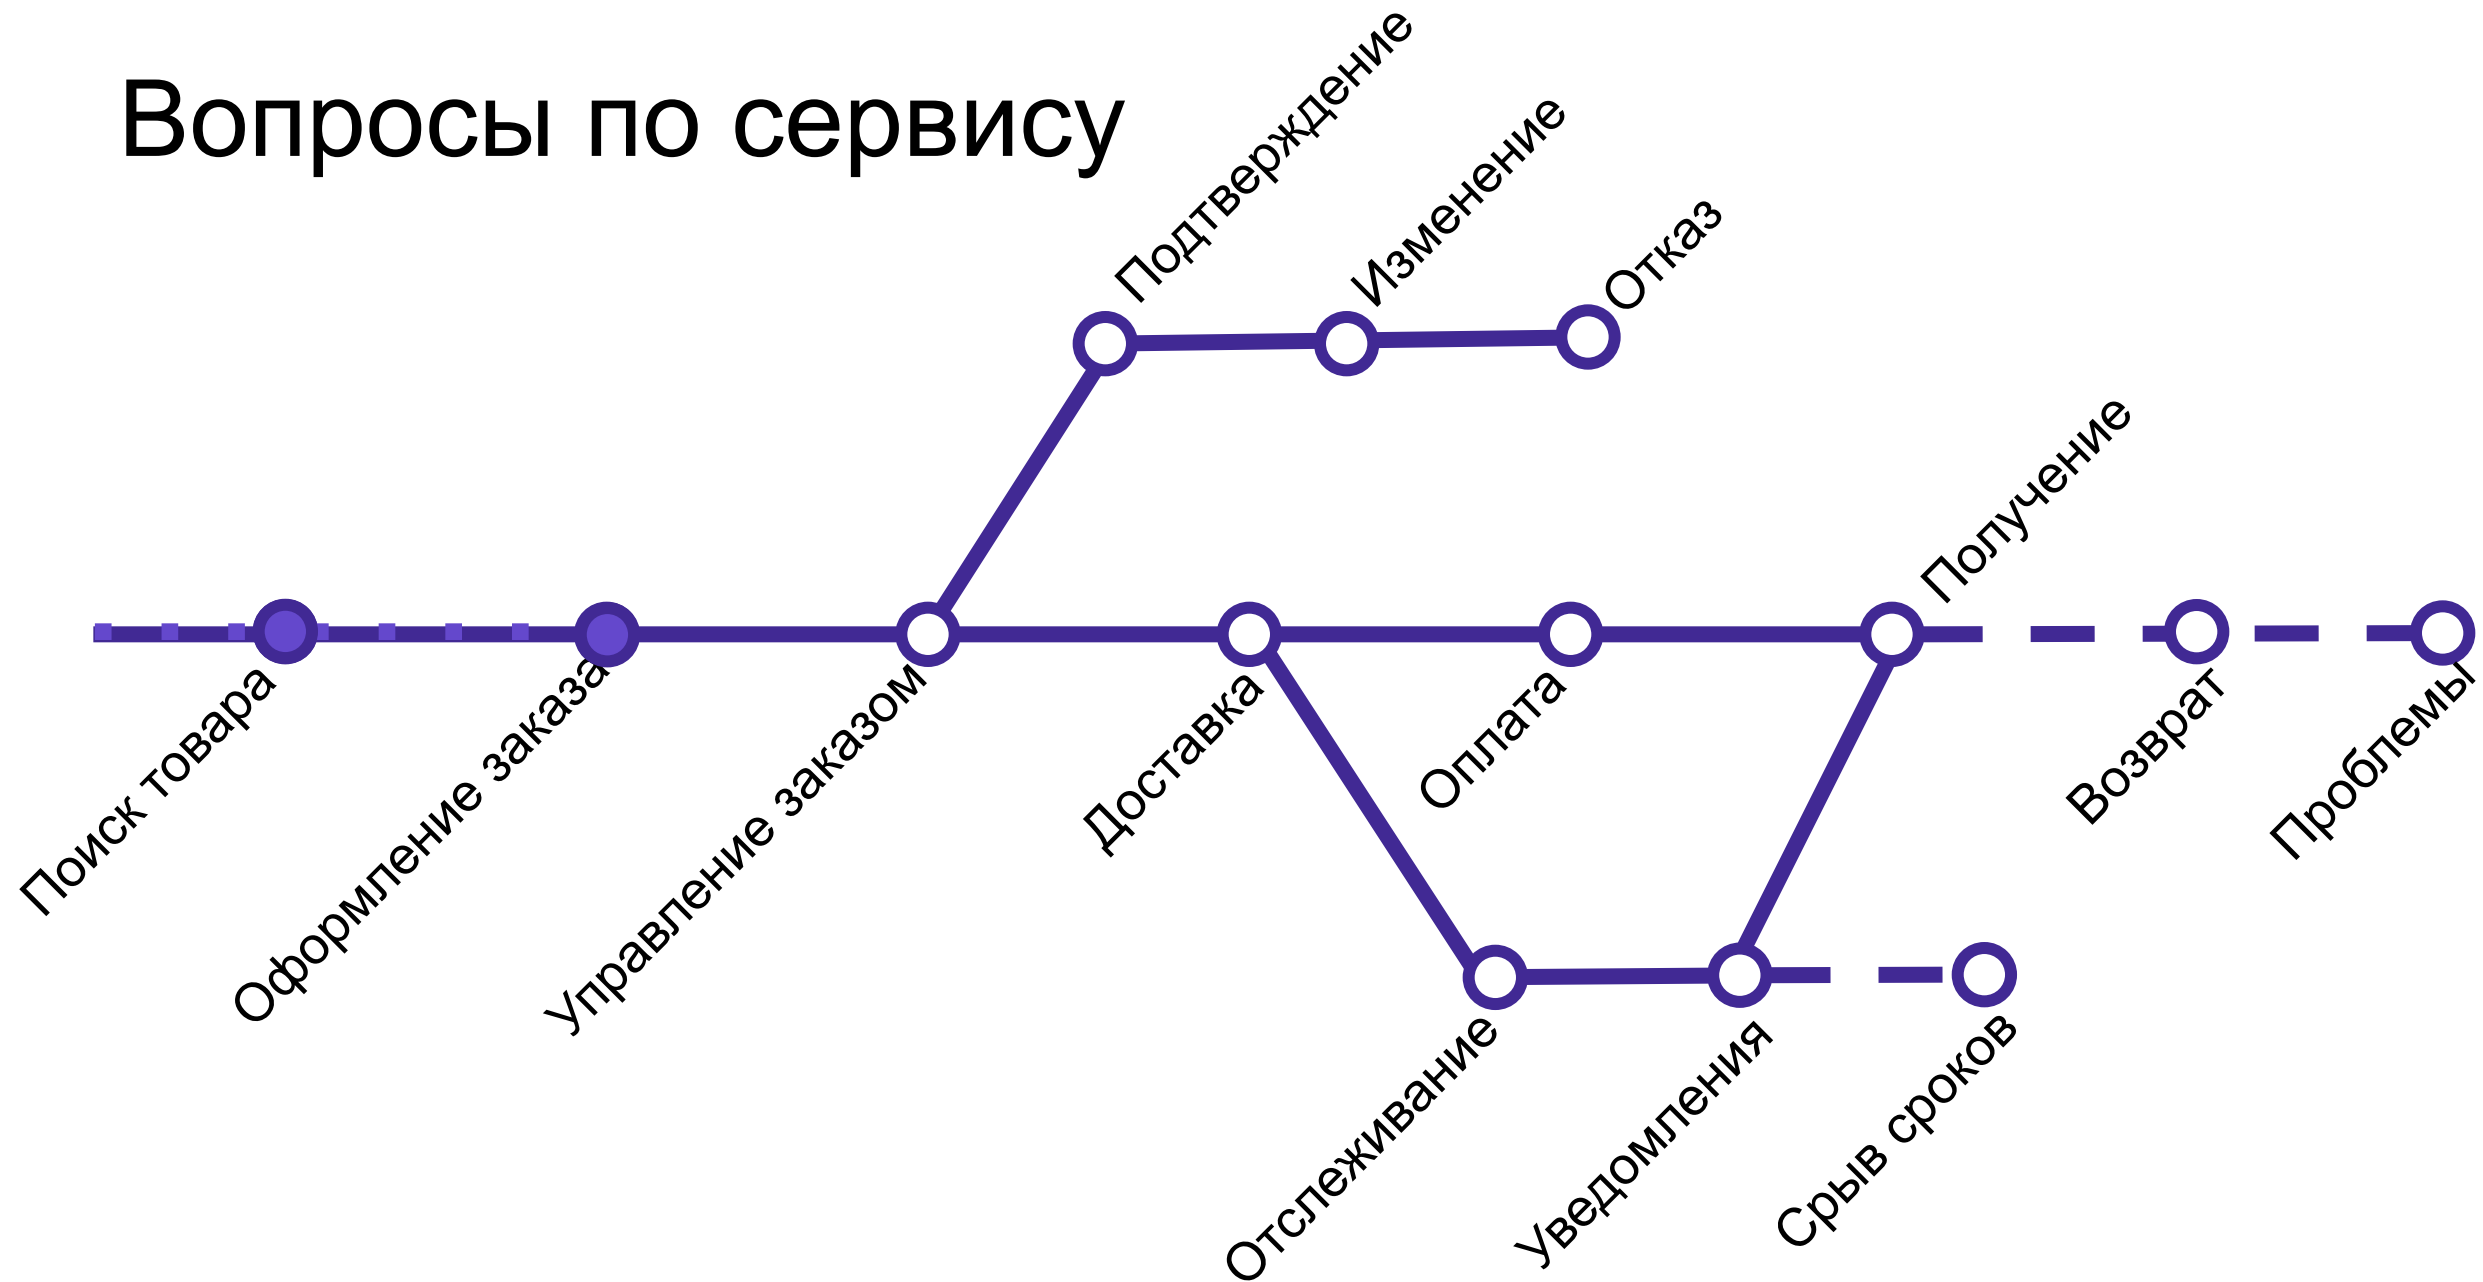 Вопросы по сервису
Подтверждение
Изменение
Отказ
Получение
Поиск товара
Оформление заказа
Управление заказом
Доставка
Оплата
Возврат
Проблемы
Отслеживание
Уведомления
Срыв сроков